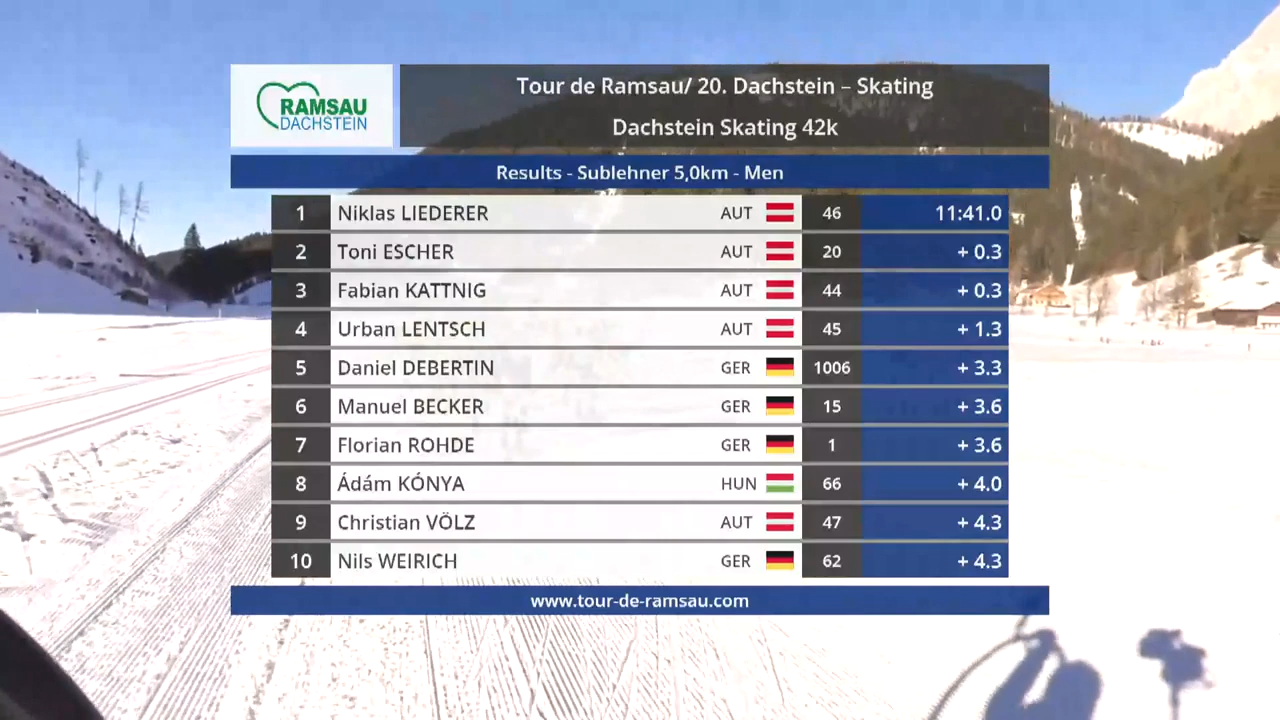 RAMSAU
DACHSTEIN
Tour de Ramsau/ 20. Dachstein – Skating
Dachstein Skating 42k
Results - Sublehner 5,0km - Men
1 Niklas LIEDERER AUT 46 11:41.0
2 Toni ESCHER AUT 20 + 0.3
3 Fabian KATTNIG AUT 44 + 0.3
4 Urban LENTSCH AUT 45 + 1.3
5 Daniel DEBERTIN GER 1006 + 3.3
6 Manuel BECKER GER 15 + 3.6
7 Florian ROHDE GER 1 + 3.6
8 Ádám KÓNYA HUN 66 + 4.0
9 Christian VÖLZ AUT 47 + 4.3
10 Nils WEIRICH GER 62 + 4.3
www.tour-de-ramsau.com